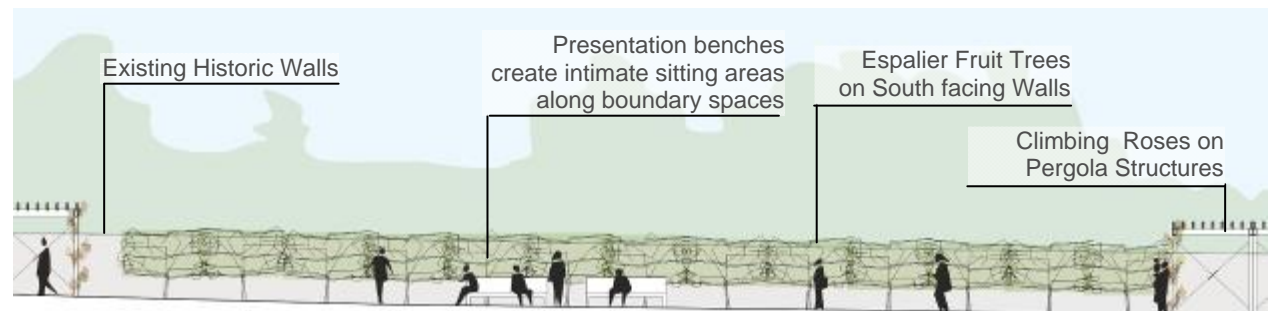 Existing Historic Walls
Presentation benches
create intimate sitting areas
along boundary spaces
Espalier Fruit Trees
on South facing Walls
Climbing Roses on
Pergola Structures